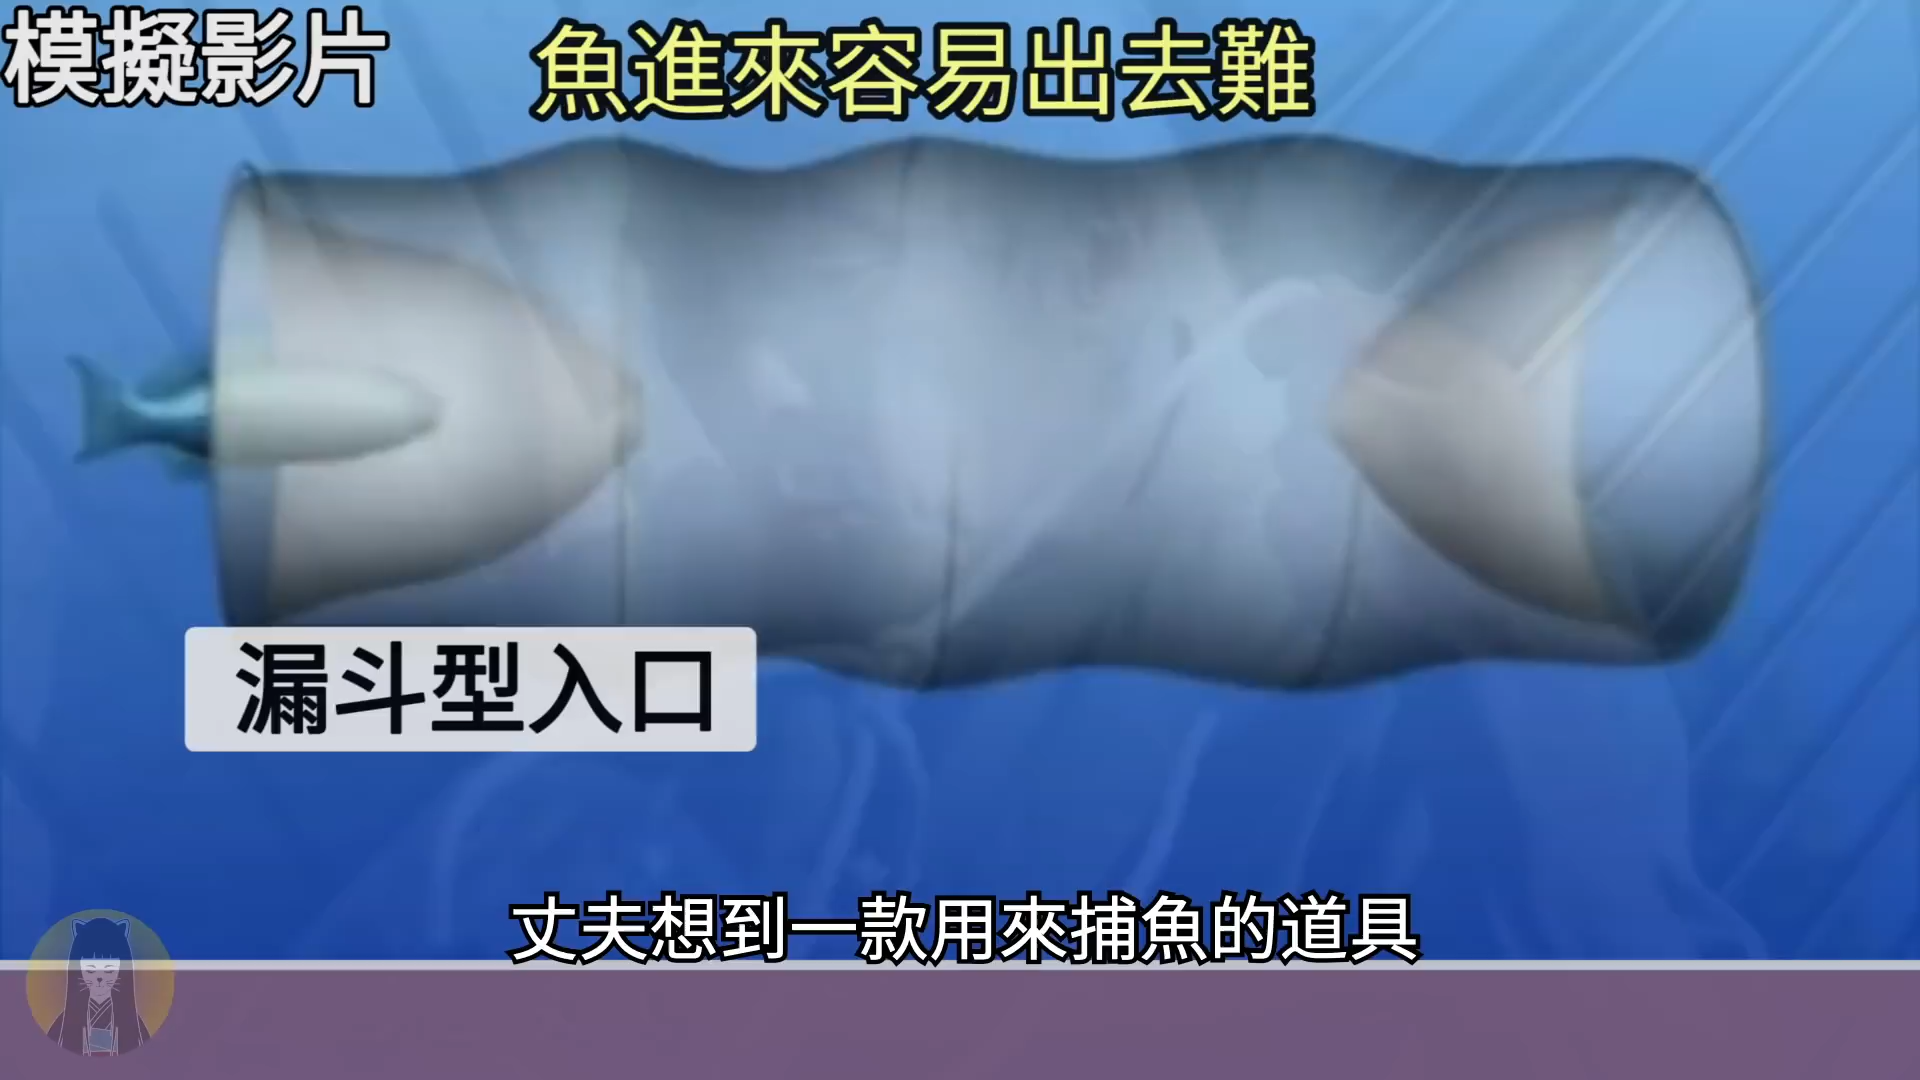 模擬影片
魚進來容易出去難
漏斗型入口
丈夫想到一款用來捕魚的道具